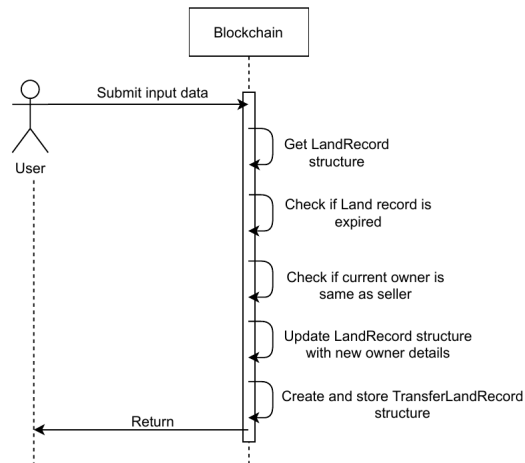 Blockchain
Submit input data
User
Get LandRecord
structure
Check if Land record is
expired
Check if current owner is
same as seller
Update LandRecord structure
with new owner details
Create and store TransferLandRecord
structure
Return